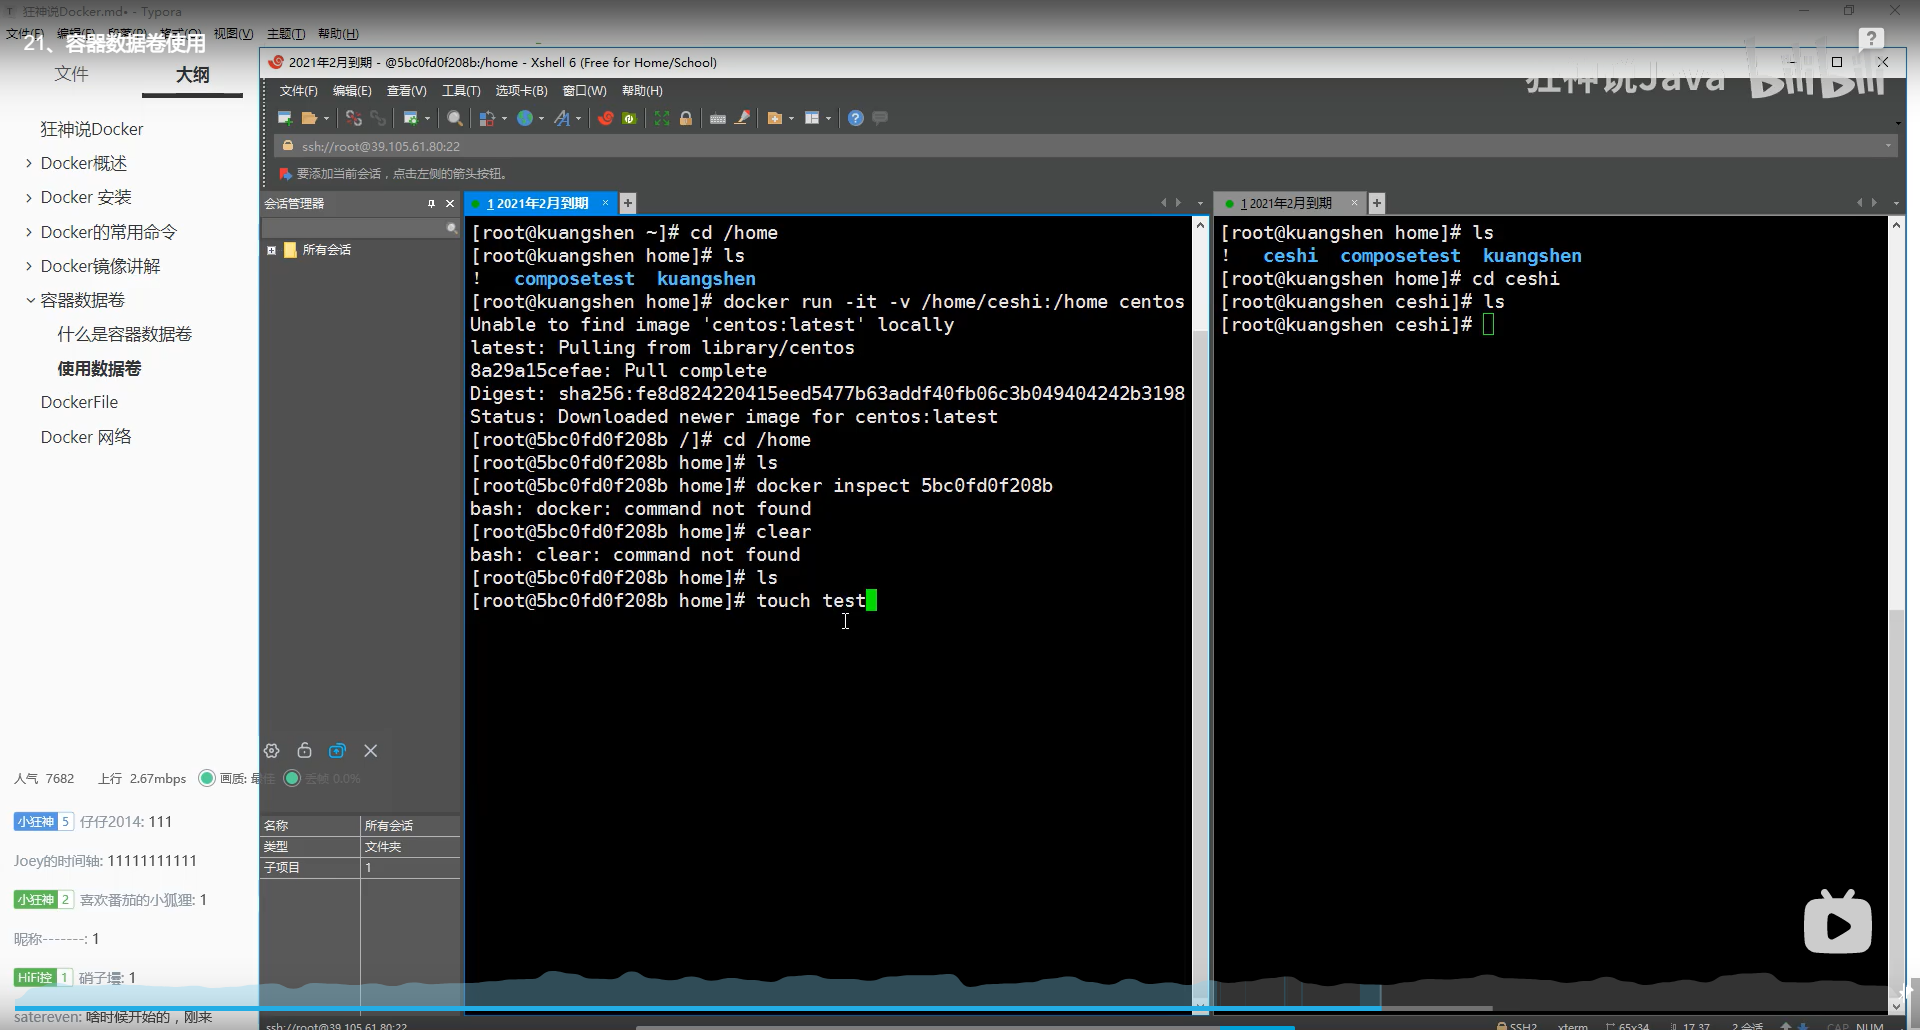 狂神说Docker.md• - Typora
文件(F) 编辑(E) 段落(P) 格式(O) 视图(V) 主题(T) 帮助(H)
21、容器数据卷使用
文件 大纲
狂神说Docker
Docker概述
Docker 安装
Docker的常用命令
Docker镜像讲解
容器数据卷
什么是容器数据卷
使用数据卷
DockerFile
Docker 网络
2021年2月到期 - @5bc0fd0f208b:/home - Xshell 6 (Free for Home/School)
狂神说Java bilibili
文件(F) 编辑(E) 查看(V) 工具(T) 选项卡(B) 窗口(W) 帮助(H)
ssh://root@39.105.61.80:22
要添加当前会话，点击左侧的箭头按钮。
会话管理器
所有会话
1 2021年2月到期
[root@kuangshen ~]# cd /home
[root@kuangshen home]# ls
! composetest kuangshen
[root@kuangshen home]# docker run -it -v /home/ceshi:/home centos
Unable to find image 'centos:latest' locally
latest: Pulling from library/centos
8a29a15cefae: Pull complete
Digest: sha256:fe8d824220415eed5477b63addf40fb06c3b049404242b3198
Status: Downloaded newer image for centos:latest
[root@5bc0fd0f208b /]# cd /home
[root@5bc0fd0f208b home]# ls
[root@5bc0fd0f208b home]# docker inspect 5bc0fd0f208b
bash: docker: command not found
[root@5bc0fd0f208b home]# clear
bash: clear: command not found
[root@5bc0fd0f208b home]# ls
[root@5bc0fd0f208b home]# touch test
1 2021年2月到期
[root@kuangshen home]# ls
! ceshi composetest kuangshen
[root@kuangshen home]# cd ceshi
[root@kuangshen ceshi]# ls
[root@kuangshen ceshi]#
人气 7682 上行 2.67mbps 画质: 最佳 丢帧 0.0%
小狂神 5 仔仔2014: 111
Joey的时间轴: 11111111111
小狂神 2 喜欢番茄的小狐狸: 1
昵称-------: 1
HiFi控 1 硝子墁: 1
satereven: 啥时候开始的，刚来
名称 所有会话
类型 文件夹
子项目 1
ssh://root@39.105.61.80:22
SSH2 xterm 65x34 17,37 2 会话 CAP NUM